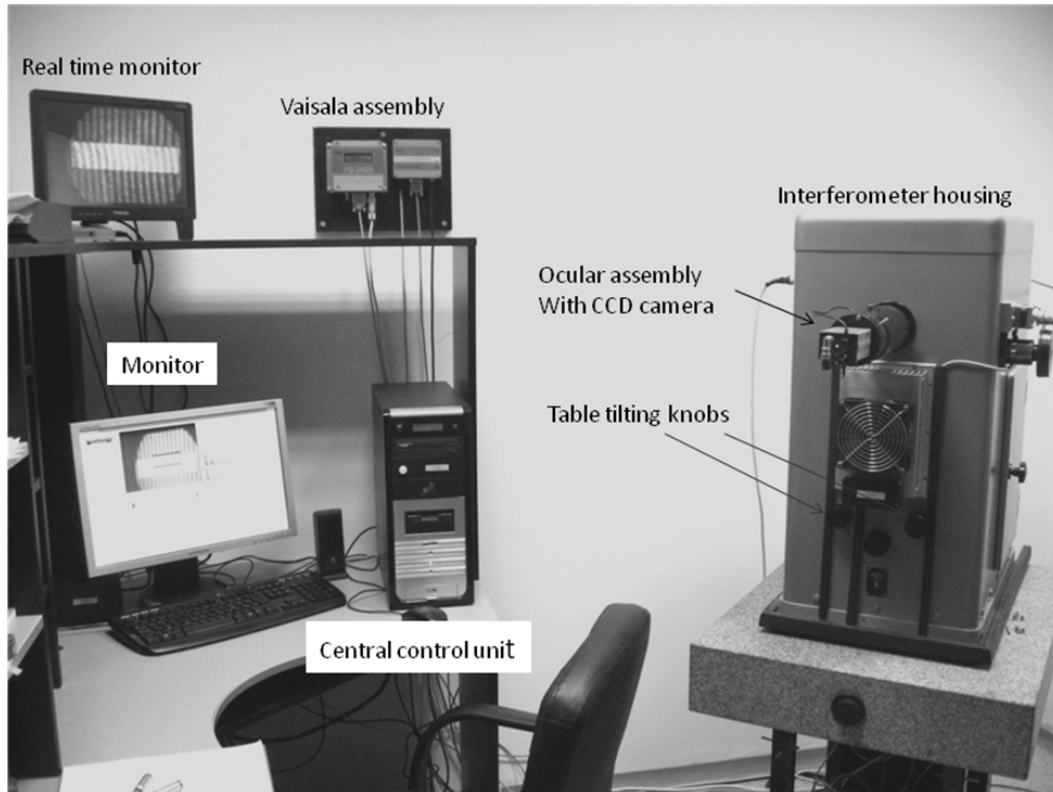 Real time monitor
Vaisala assembly
Interferometer housing
Ocular assembly
With CCD camera
Monitor
Table tilting knobs
Central control unit